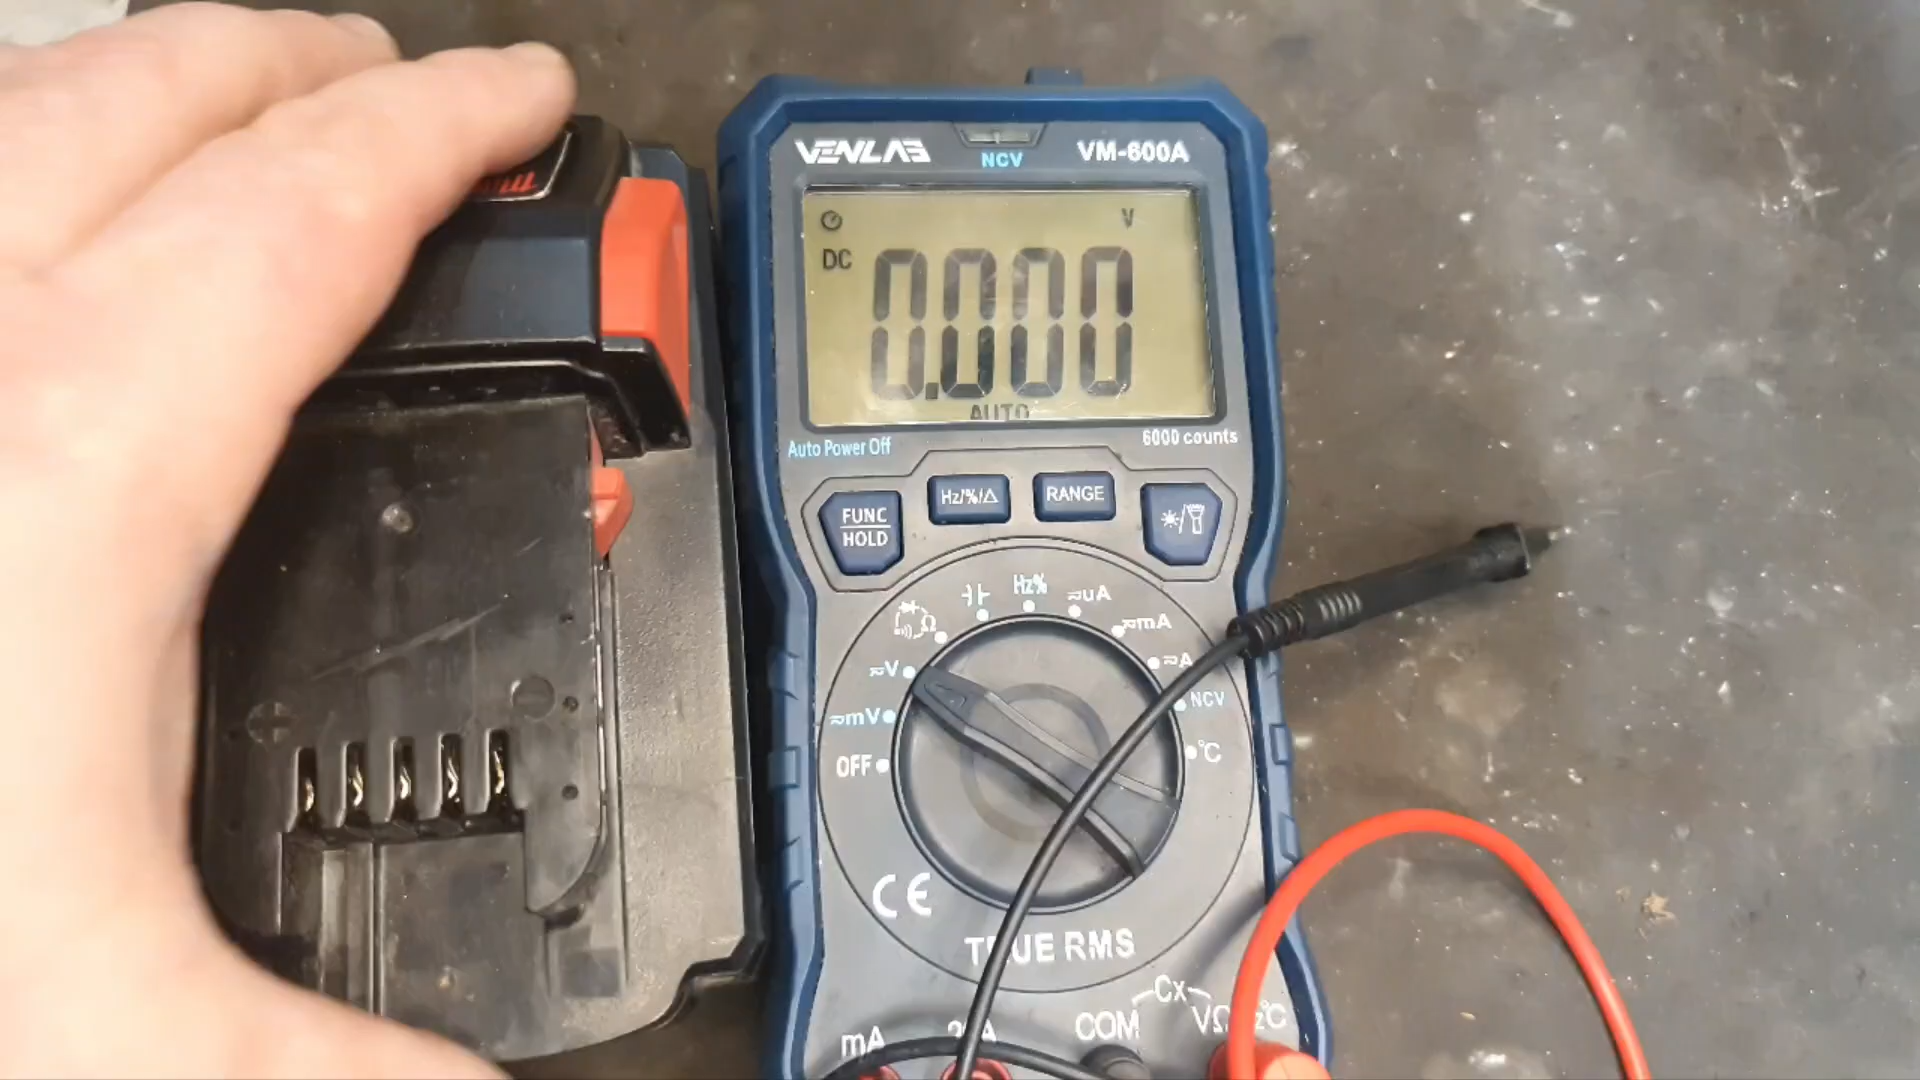 VENLAB
NCV
VM-600A
V
DC
0.000
AUTO
Auto Power Off
6000 counts
FUNC
HOLD
Hz/%/△
RANGE
Hz%
uA
mA
A
NCV
℃
Ω
V
mV
OFF
CE
TRUE RMS
Cx
mA
COM